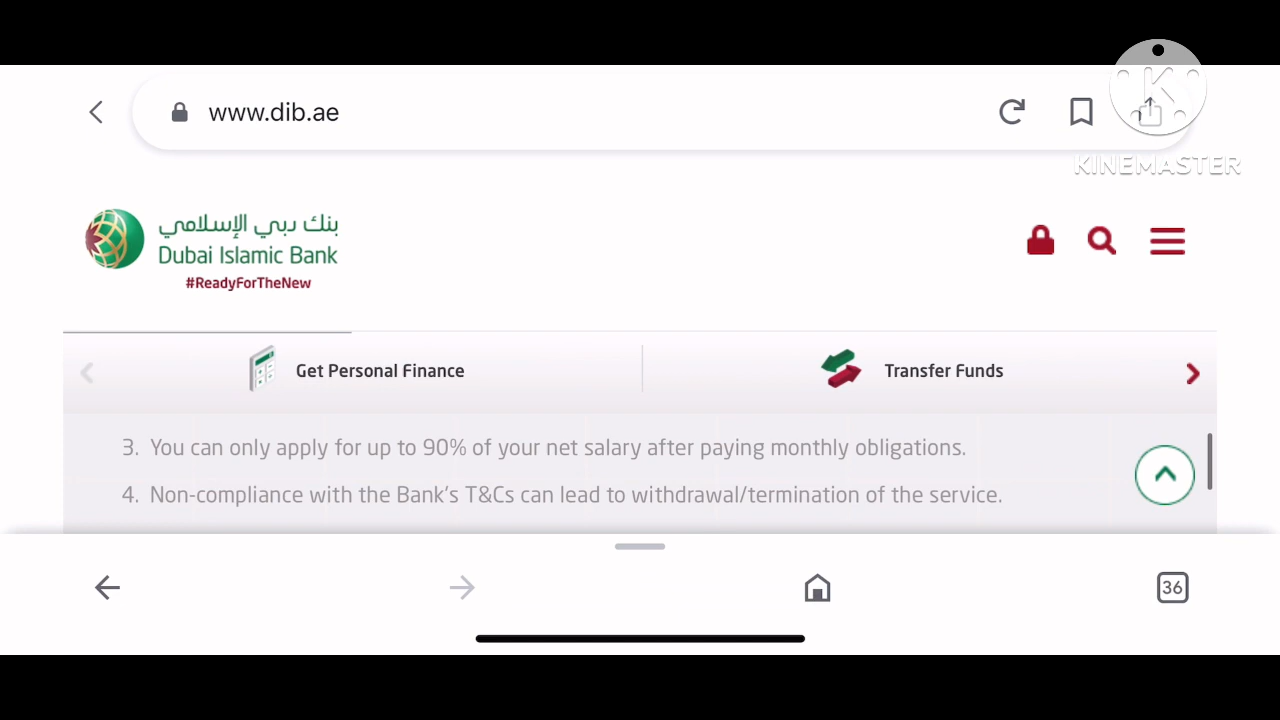 www.dib.ae
K
KINEMASTER
بنك دبي الإسلامي
Dubai Islamic Bank
#ReadyForTheNew
Get Personal Finance
Transfer Funds
3. You can only apply for up to 90% of your net salary after paying monthly obligations.
4. Non-compliance with the Bank's T&Cs can lead to withdrawal/termination of the service.
36